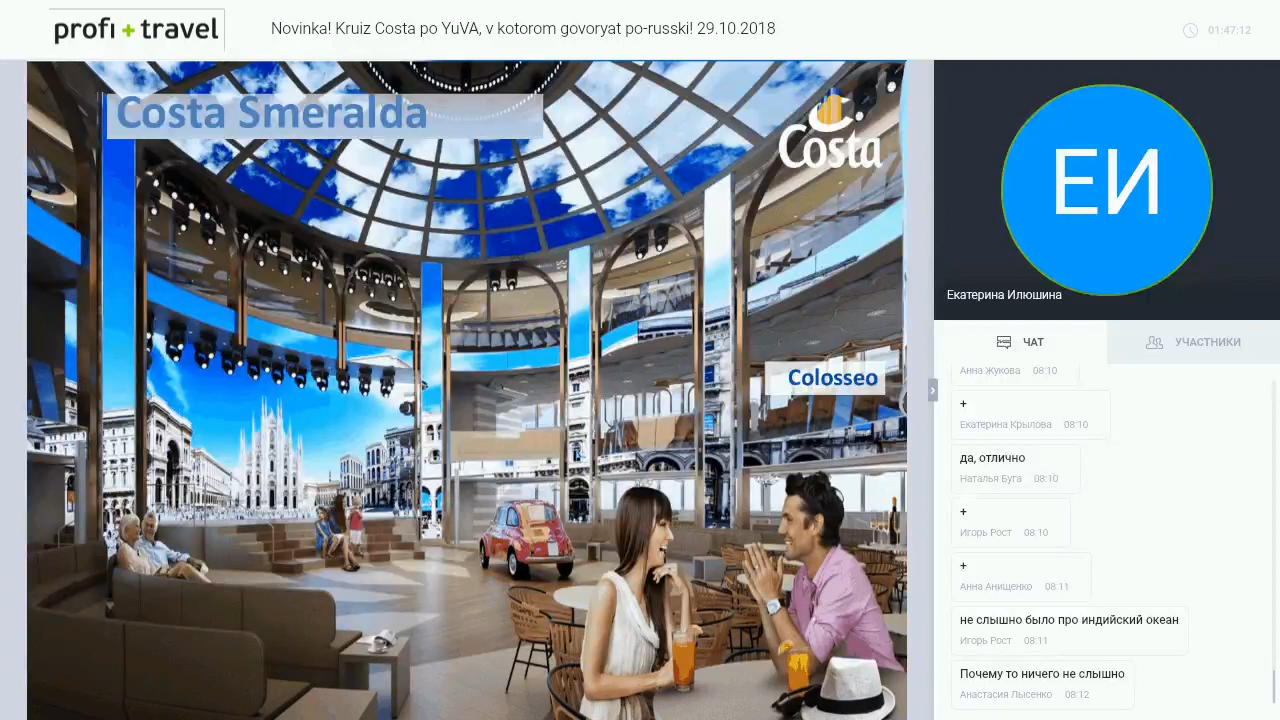 profi + travel
Novinka! Kruiz Costa po YuVA, v kotorom govoryat po-russki! 29.10.2018
01:47:12
Costa Smeralda
Costa
Colosseo
ЕИ
Екатерина Илюшина
ЧАТ
УЧАСТНИКИ
Анна Жукова 08:10
+
Екатерина Крылова 08:10
да, отлично
Наталья Буга 08:10
+
Игорь Рост 08:10
+
Анна Анищенко 08:11
не слышно было про индийский океан
Игорь Рост 08:11
Почему то ничего не слышно
Анастасия Лысенко 08:12